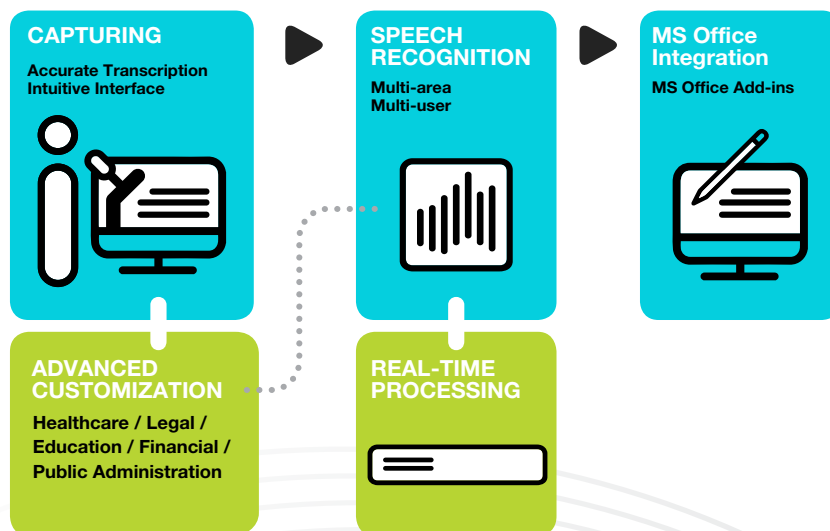 CAPTURING
Accurate Transcription
Intuitive Interface
SPEECH
RECOGNITION
Multi-area
Multi-user
MS Office
Integration
MS Office Add-ins
ADVANCED
CUSTOMIZATION
Healthcare / Legal /
Education / Financial /
Public Administration
REAL-TIME
PROCESSING